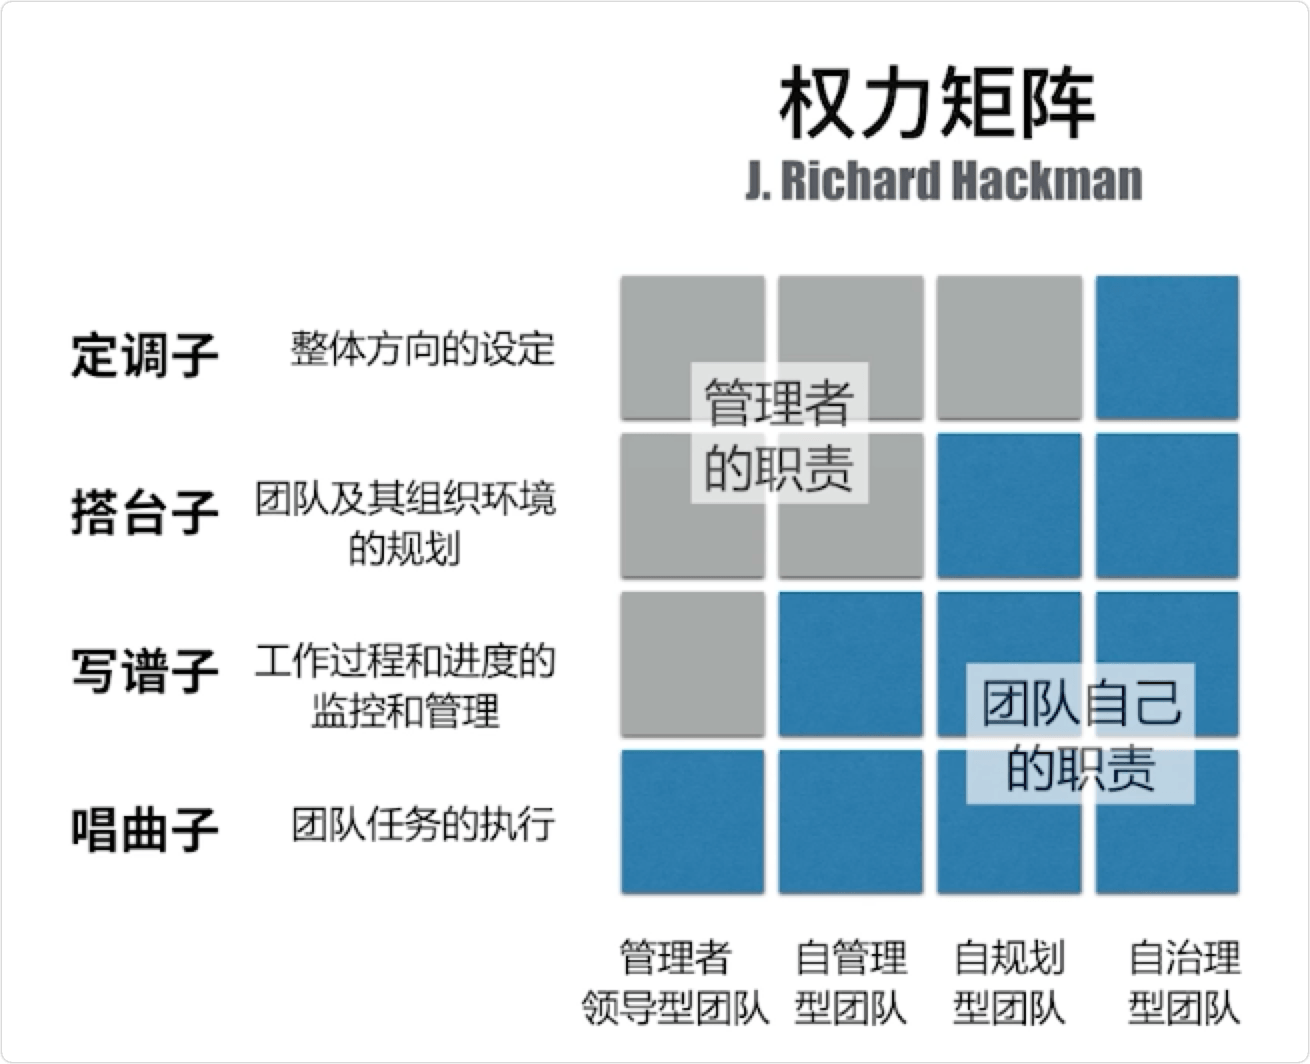 权力矩阵
J. Richard Hackman
定调子
整体方向的设定
管理者
的职责
搭台子
团队及其组织环境
的规划
写谱子
工作过程和进度的
监控和管理
团队自己
的职责
唱曲子
团队任务的执行
管理者
领导型团队
自管理
型团队
自规划
型团队
自治理
型团队